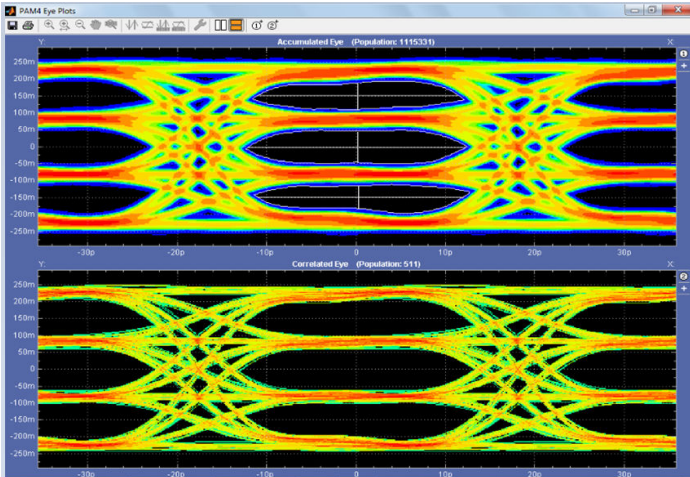 PAM4 Eye Plots
Y:
Accumulated Eye (Population: 1115331)
X:
1
250m
200m
150m
100m
50m
0
-50m
-100m
-150m
-200m
-250m
-30p
-20p
-10p
0
10p
20p
30p
Y:
Correlated Eye (Population: 511)
X:
2
250m
200m
150m
100m
50m
0
-50m
-100m
-150m
-200m
-250m
-30p
-20p
-10p
0
10p
20p
30p